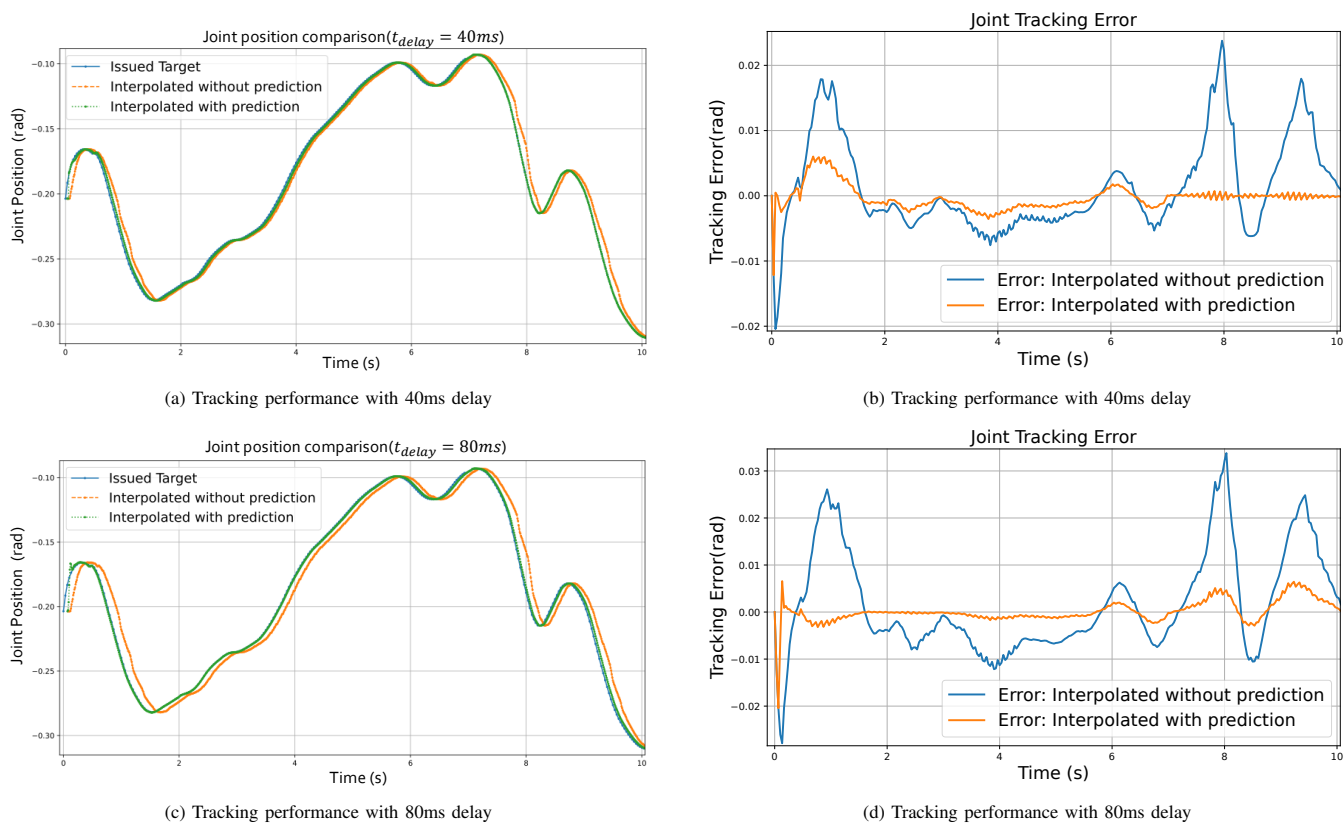 Joint position comparison(t_delay = 40ms)
Issued Target
Interpolated without prediction
Interpolated with prediction
Joint Position (rad)
−0.10
−0.15
−0.20
−0.25
−0.30
0 2 4 6 8 10
Time (s)
(a) Tracking performance with 40ms delay
Joint Tracking Error
Tracking Error(rad)
0.02
0.01
0.00
−0.01
−0.02
Error: Interpolated without prediction
Error: Interpolated with prediction
0 2 4 6 8 10
Time (s)
(b) Tracking performance with 40ms delay
Joint position comparison(t_delay = 80ms)
Issued Target
Interpolated without prediction
Interpolated with prediction
Joint Position (rad)
−0.10
−0.15
−0.20
−0.25
−0.30
0 2 4 6 8 10
Time (s)
(c) Tracking performance with 80ms delay
Joint Tracking Error
Tracking Error(rad)
0.03
0.02
0.01
0.00
−0.01
−0.02
Error: Interpolated without prediction
Error: Interpolated with prediction
0 2 4 6 8 10
Time (s)
(d) Tracking performance with 80ms delay